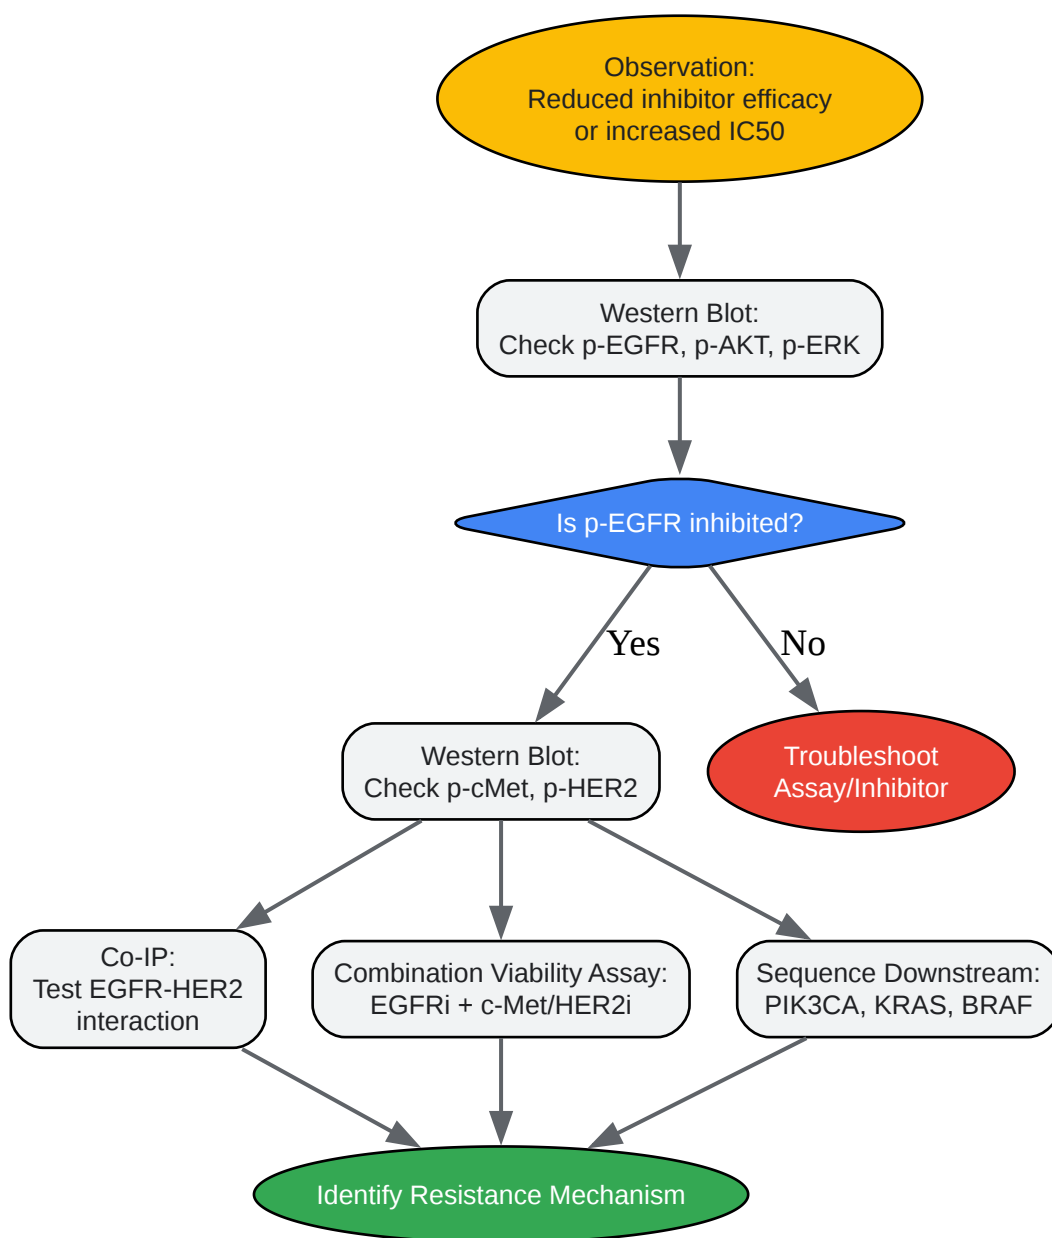 Observation:
Reduced inhibitor efficacy
or increased IC50
Western Blot:
Check p-EGFR, p-AKT, p-ERK
Is p-EGFR inhibited?
Yes
No
Western Blot:
Check p-cMet, p-HER2
Troubleshoot
Assay/Inhibitor
Co-IP:
Test EGFR-HER2
interaction
Combination Viability Assay:
EGFRi + c-Met/HER2i
Sequence Downstream:
PIK3CA, KRAS, BRAF
Identify Resistance Mechanism